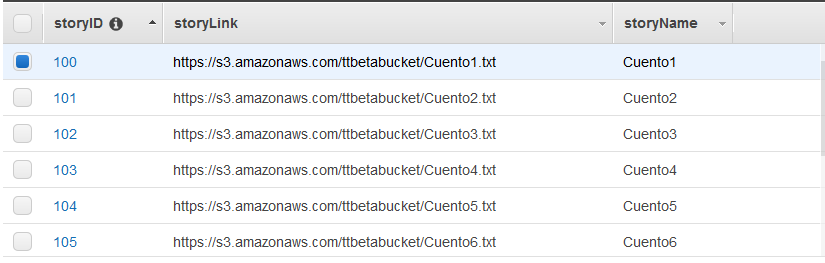 storyID storyLink storyName
100 https://s3.amazonaws.com/ttbetabucket/Cuento1.txt Cuento1
101 https://s3.amazonaws.com/ttbetabucket/Cuento2.txt Cuento2
102 https://s3.amazonaws.com/ttbetabucket/Cuento3.txt Cuento3
103 https://s3.amazonaws.com/ttbetabucket/Cuento4.txt Cuento4
104 https://s3.amazonaws.com/ttbetabucket/Cuento5.txt Cuento5
105 https://s3.amazonaws.com/ttbetabucket/Cuento6.txt Cuento6